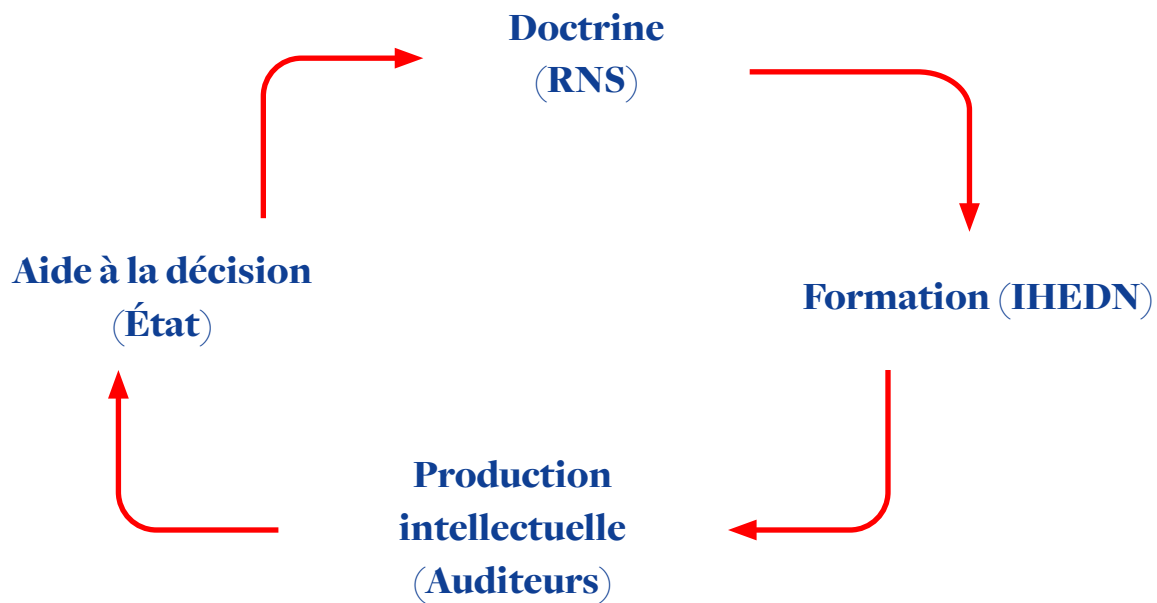 Doctrine
(RNS)
Formation (IHEDN)
Production
intellectuelle
(Auditeurs)
Aide à la décision
(État)